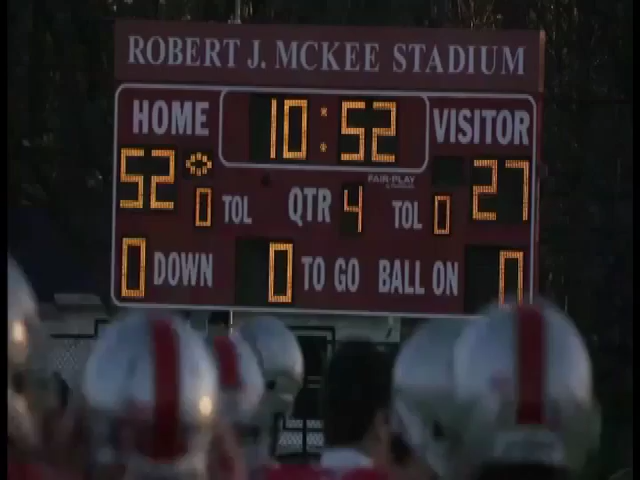 ROBERT J. MCKEE STADIUM
HOME 10:52 VISITOR
FAIR-PLAY
52 27
0 TOL QTR 4 TOL 0
0 DOWN 0 TO GO BALL ON 0